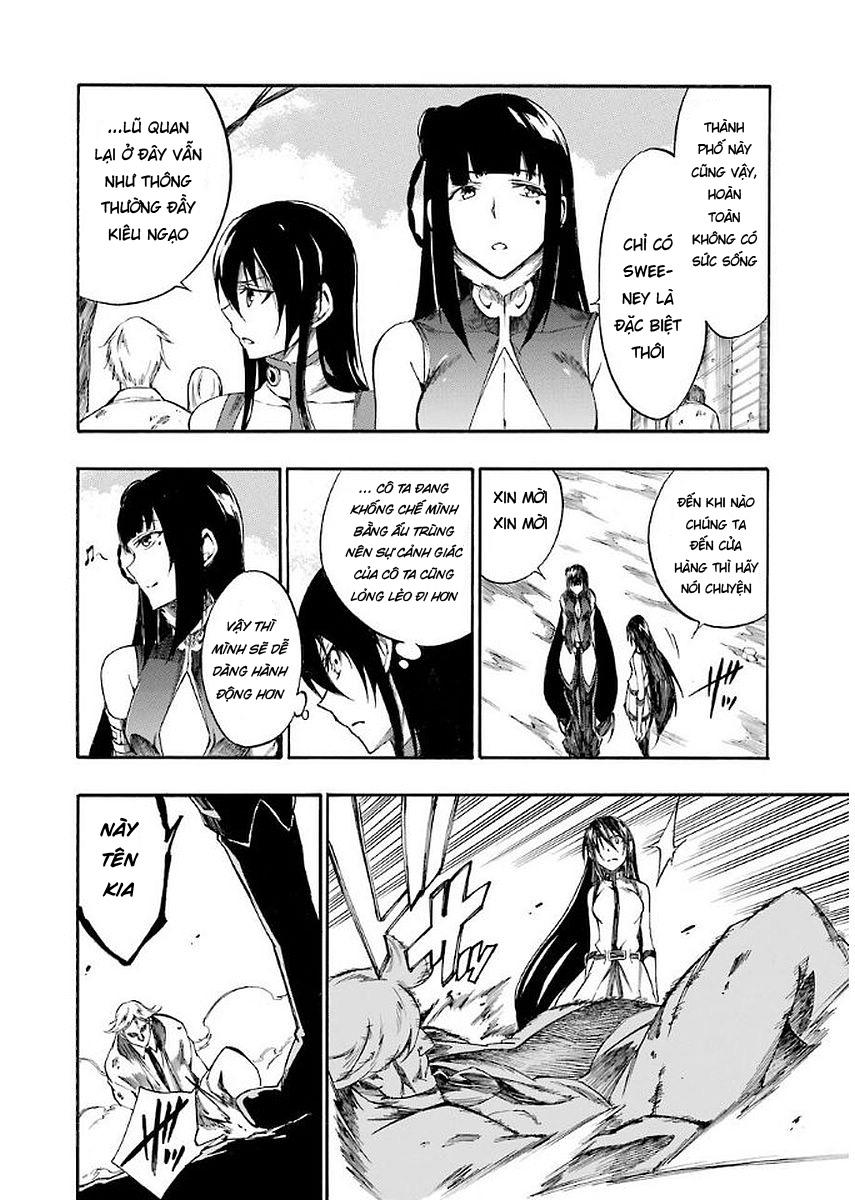 THÀNH
PHỐ NÀY
CŨNG VẬY,
HOÀN
TOÀN
KHÔNG CÓ
SỨC SỐNG
CHỈ CÓ
SWEE-
NEY LÀ
ĐẶC BIỆT
THÔI
...LŨ QUAN
LẠI Ở ĐÂY VẪN
NHƯ THÔNG
THƯỜNG ĐẦY
KIÊU NGẠO
ĐẾN KHI NÀO
CHÚNG TA
ĐẾN CỬA
HÀNG THÌ HÃY
NÓI CHUYỆN
XIN MỜI
XIN MỜI
... CÔ TA ĐANG
KHỐNG CHẾ MÌNH
BẰNG ẤU TRÙNG
NÊN SỰ CẢNH GIÁC
CỦA CÔ TA CŨNG
LỎNG LẺO ĐI HƠN
VẬY THÌ
MÌNH SẼ DỄ
DÀNG HÀNH
ĐỘNG HƠN
NÀY
TÊN
KIA